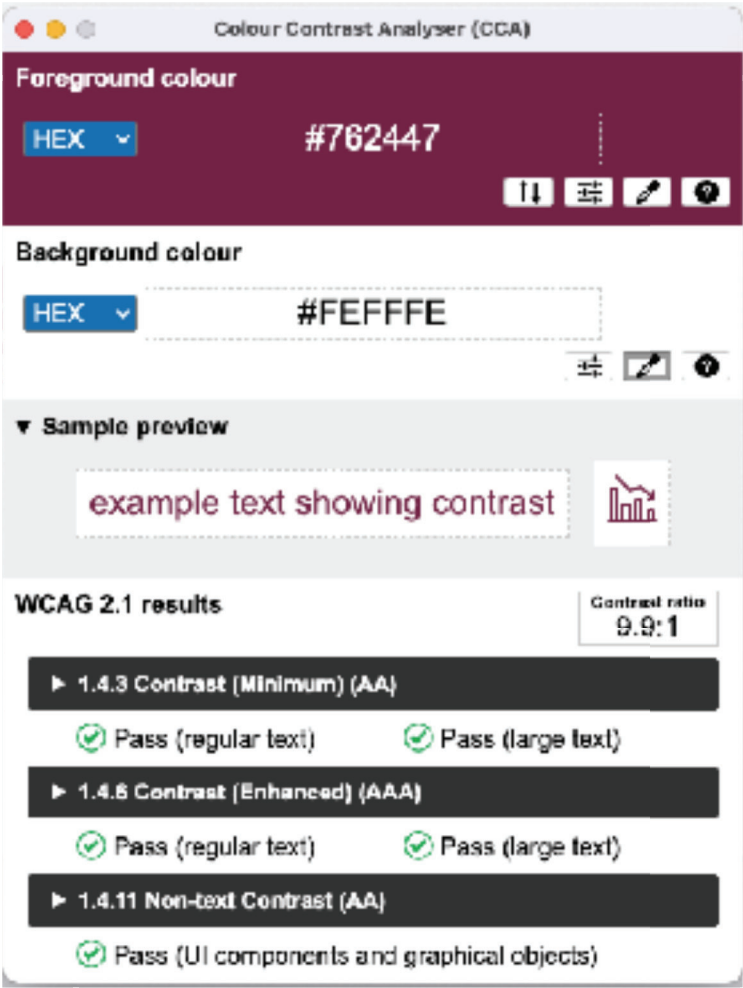 Colour Contrast Analyser (CCA)
Foreground colour
HEX #762447
Background colour
HEX #FEFFFE
▼ Sample preview
example text showing contrast
WCAG 2.1 results
Contrast ratio
9.9:1
► 1.4.3 Contrast (Minimum) (AA)
Pass (regular text) Pass (large text)
► 1.4.6 Contrast (Enhanced) (AAA)
Pass (regular text) Pass (large text)
► 1.4.11 Non-text Contrast (AA)
Pass (UI components and graphical objects)